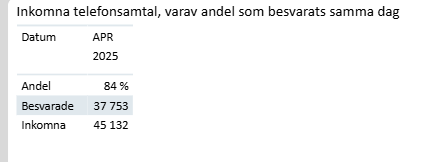 Inkomna telefonsamtal, varav andel som besvarats samma dag
Datum APR
2025
Andel 84 %
Besvarade 37 753
Inkomna 45 132